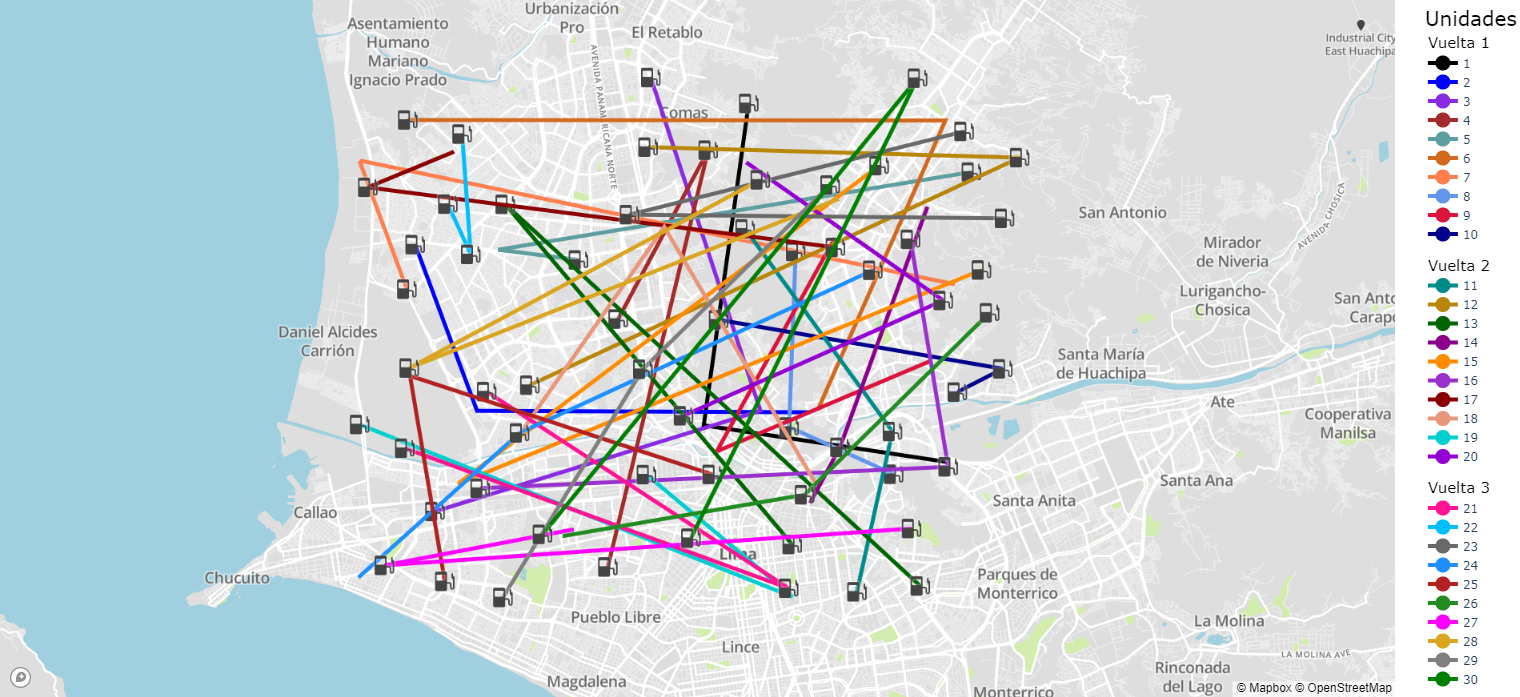 Urbanización
Pro
El Retablo
Asentamiento
Humano
Mariano
Ignacio Prado
AVENIDA PANAMERICANA NORTE
Comas
Industrial City
East Huachipa
San Antonio
AVENIDA CHOSICA
Mirador
de Niveria
Lurigancho-
Chosica
San Anto
Carapo
Daniel Alcides
Carrión
Santa María
de Huachipa
Ate
Cooperativa
Manilsa
Santa Ana
Santa Anita
Callao
Lima
Chucuito
Parques de
Monterrico
Pueblo Libre
La Molina
Lince
LA MOLINA AVE
Rinconada
del Lago
Magdalena
Monterrico
© Mapbox © OpenStreetMap
Unidades
Vuelta 1
1
2
3
4
5
6
7
8
9
10
Vuelta 2
11
12
13
14
15
16
17
18
19
20
Vuelta 3
21
22
23
24
25
26
27
28
29
30